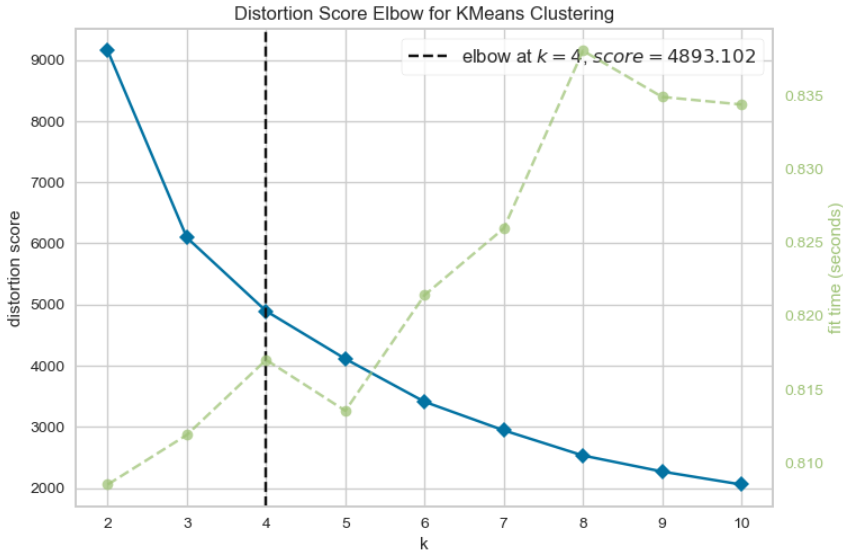 Distortion Score Elbow for KMeans Clustering
elbow at k = 4, score = 4893.102
9000
8000
7000
6000
5000
4000
3000
2000
distortion score
0.835
0.830
0.825
0.820
0.815
0.810
fit time (seconds)
2 3 4 5 6 7 8 9 10
k